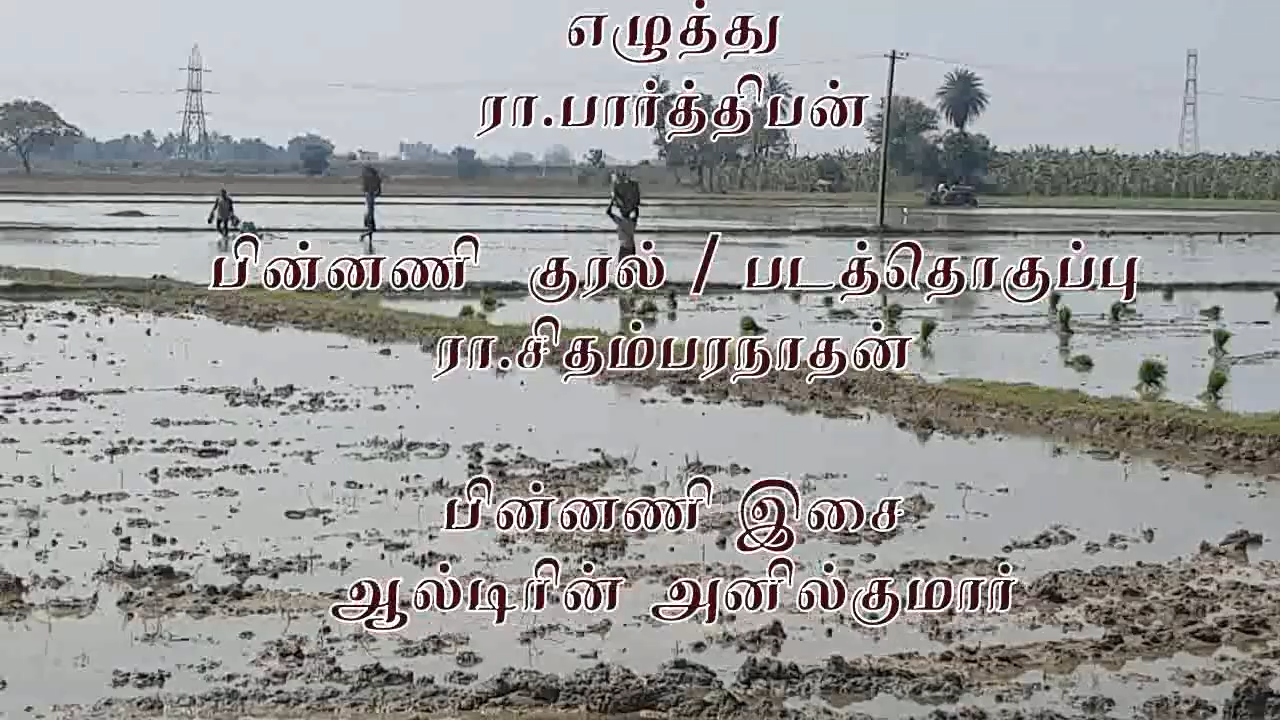 எழுத்து
ரா.பார்த்திபன்
பின்னணி குரல் / படத்தொகுப்பு
ரா.சிதம்பரநாதன்
பின்னணி இசை
ஆல்டிரின் அனில்குமார்